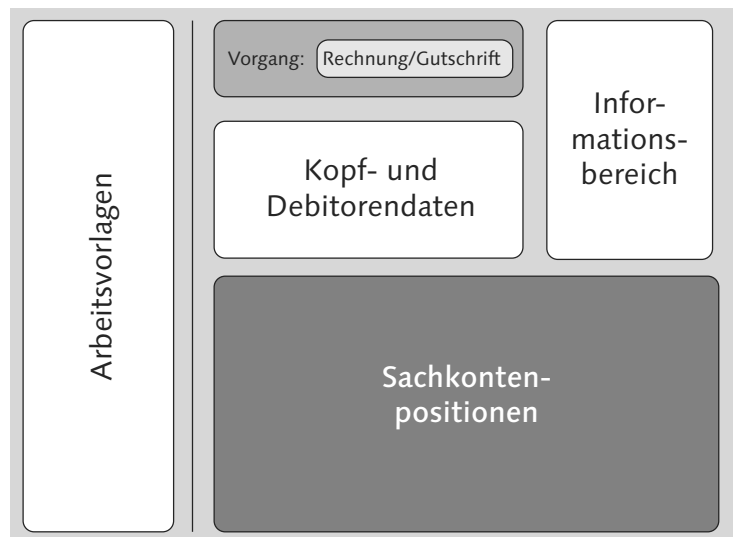 Arbeitsvorlagen
Vorgang: Rechnung/Gutschrift
Kopf- und
Debitorendaten
Infor-
mations-
bereich
Sachkonten-
positionen